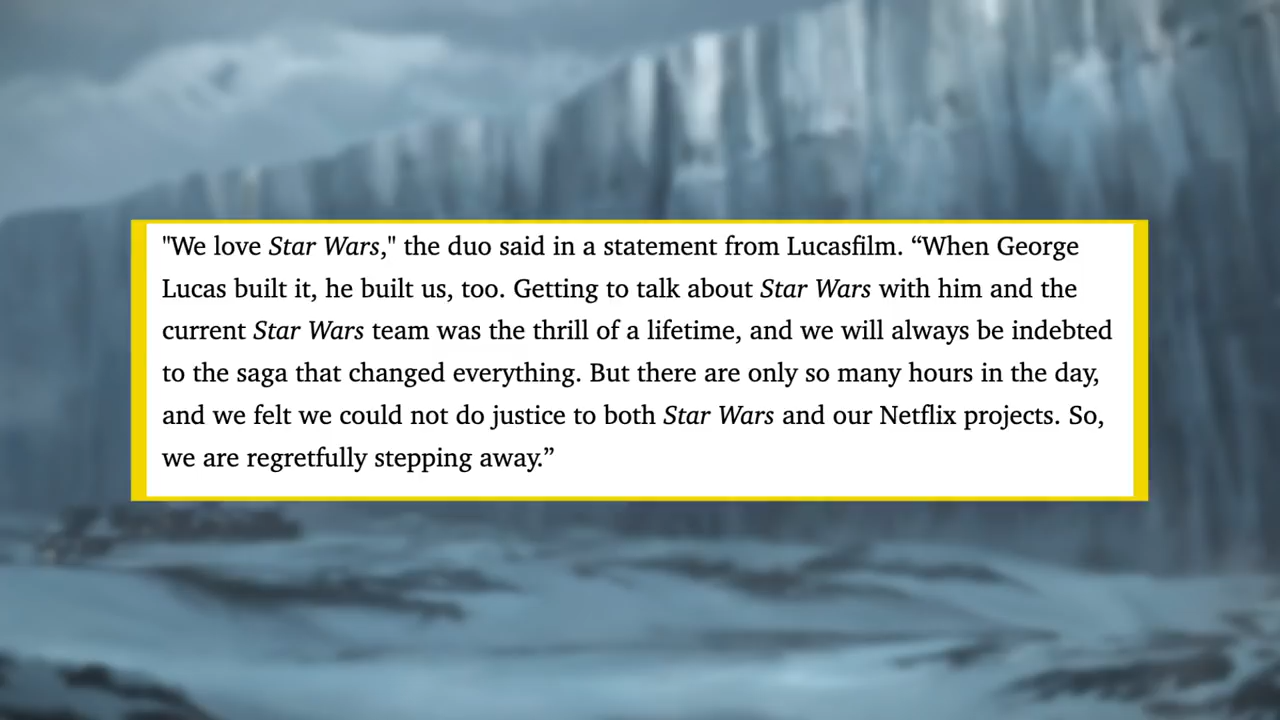 "We love Star Wars," the duo said in a statement from Lucasfilm. “When George
Lucas built it, he built us, too. Getting to talk about Star Wars with him and the
current Star Wars team was the thrill of a lifetime, and we will always be indebted
to the saga that changed everything. But there are only so many hours in the day,
and we felt we could not do justice to both Star Wars and our Netflix projects. So,
we are regretfully stepping away.”